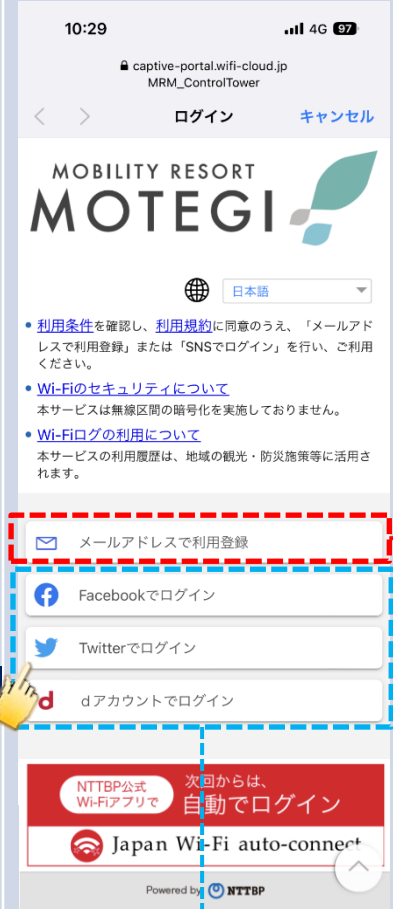 10:29
4G 97
captive-portal.wifi-cloud.jp
MRM_ControlTower
ログイン
キャンセル
MOBILITY RESORT
MOTEGI
日本語
利用条件を確認し、利用規約に同意のうえ、「メールアド
レスで利用登録」または「SNSでログイン」を行い、ご利用
ください。
Wi-Fiのセキュリティについて
本サービスは無線区間の暗号化を実施しておりません。
Wi-Fiログの利用について
本サービスの利用履歴は、地域の観光・防災施策等に活用さ
れます。
メールアドレスで利用登録
Facebookでログイン
Twitterでログイン
d
dアカウントでログイン
NTTBP公式
Wi-Fiアプリで
次回からは、
自動でログイン
Japan Wi-Fi auto-connect
Powered by NTTBP